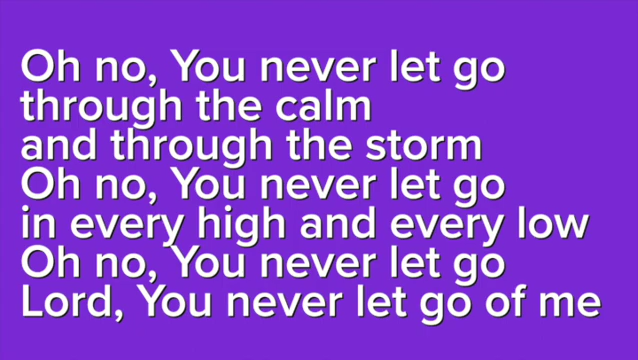 Oh no, You never let go
through the calm
and through the storm
Oh no, You never let go
in every high and every low
Oh no, You never let go
Lord, You never let go of me